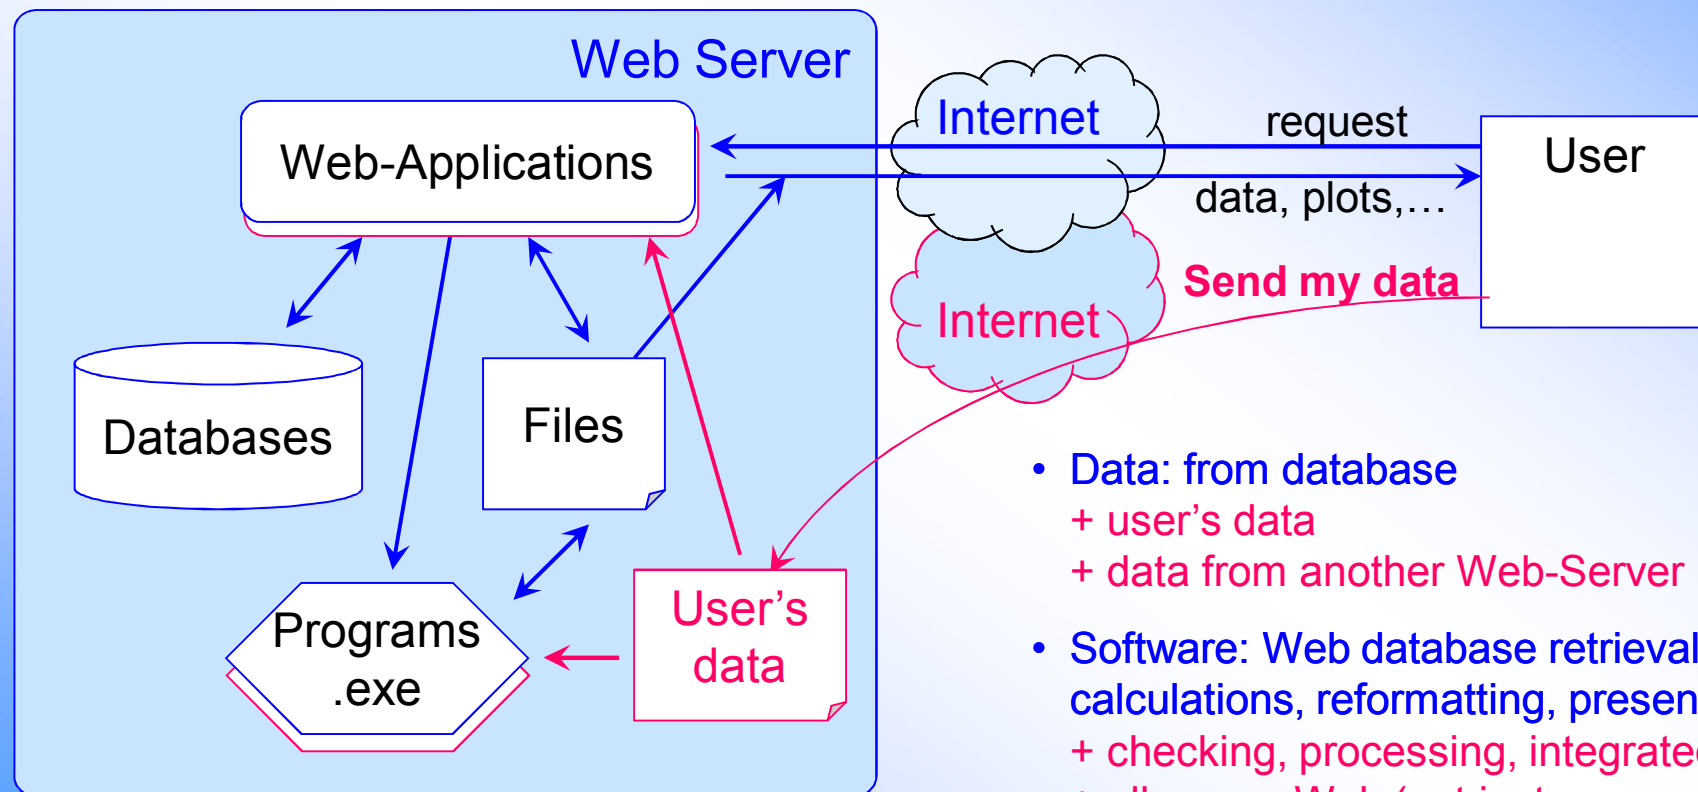 Web Server
Internet
request
User
Web-Applications
data, plots,...
Send my data
Internet
Databases
Files
• Data: from database
+ user's data
+ data from another Web-Server
Programs
.exe
User's
data
• Software: Web database retrieval
calculations, reformatting, presen
+ checking, processing, integrate